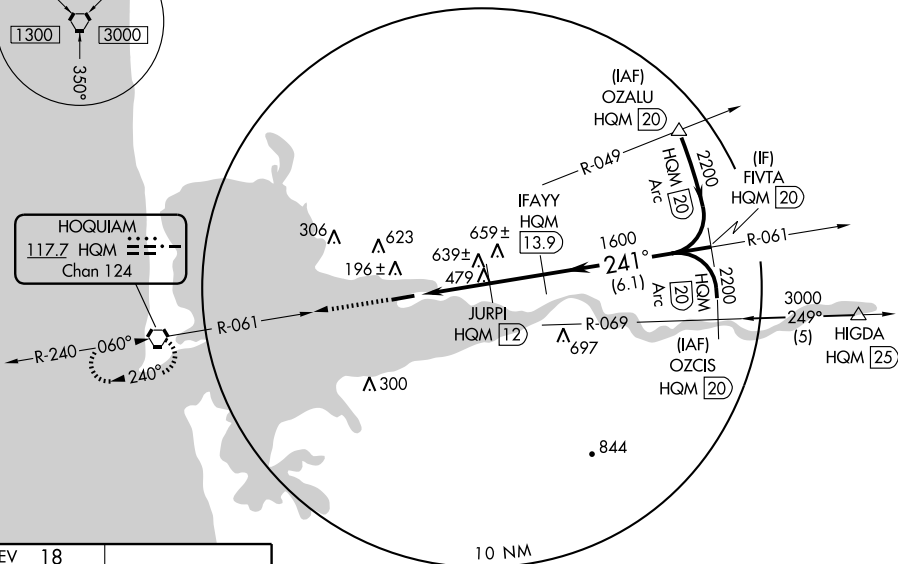 1300
3000
350°
(IAF)
OZALU
HQM 20
2200
HQM 20
Arc
R-049
(IF)
FIVTA
HQM 20
IFAYY
HQM
13.9
HOQUIAM
117.7 HQM
Chan 124
306
623
196 ±
639±
659±
479
1600
241°
(6.1)
R-061
HQM 20
Arc
2200
R-061
JURPI
HQM 12
R-069
697
3000
249°
(5)
HIGDA
HQM 25
(IAF)
OZCIS
HQM 20
R-240
060°
240°
300
844
10 NM
EV 18